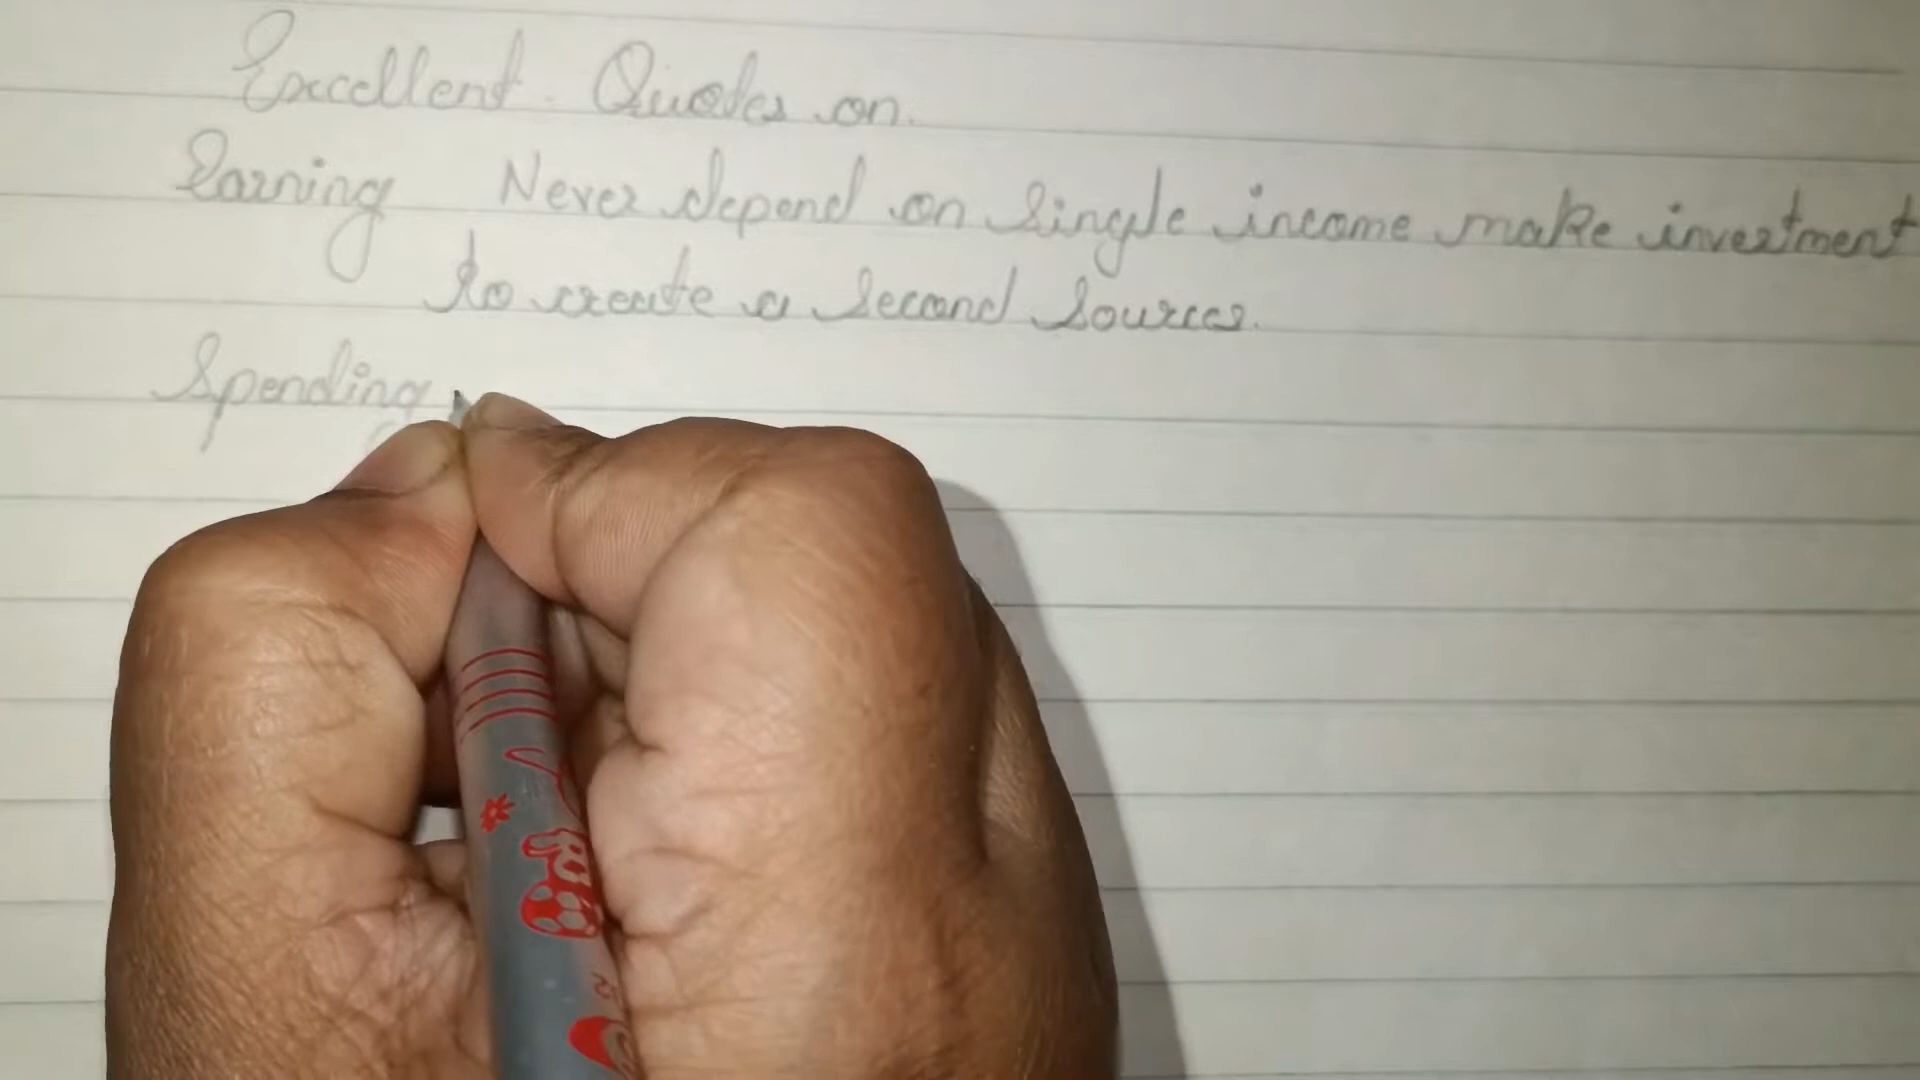 Excellent Quotes on.
Earning Never depend on single income make investment
to create a second sources.
Spending